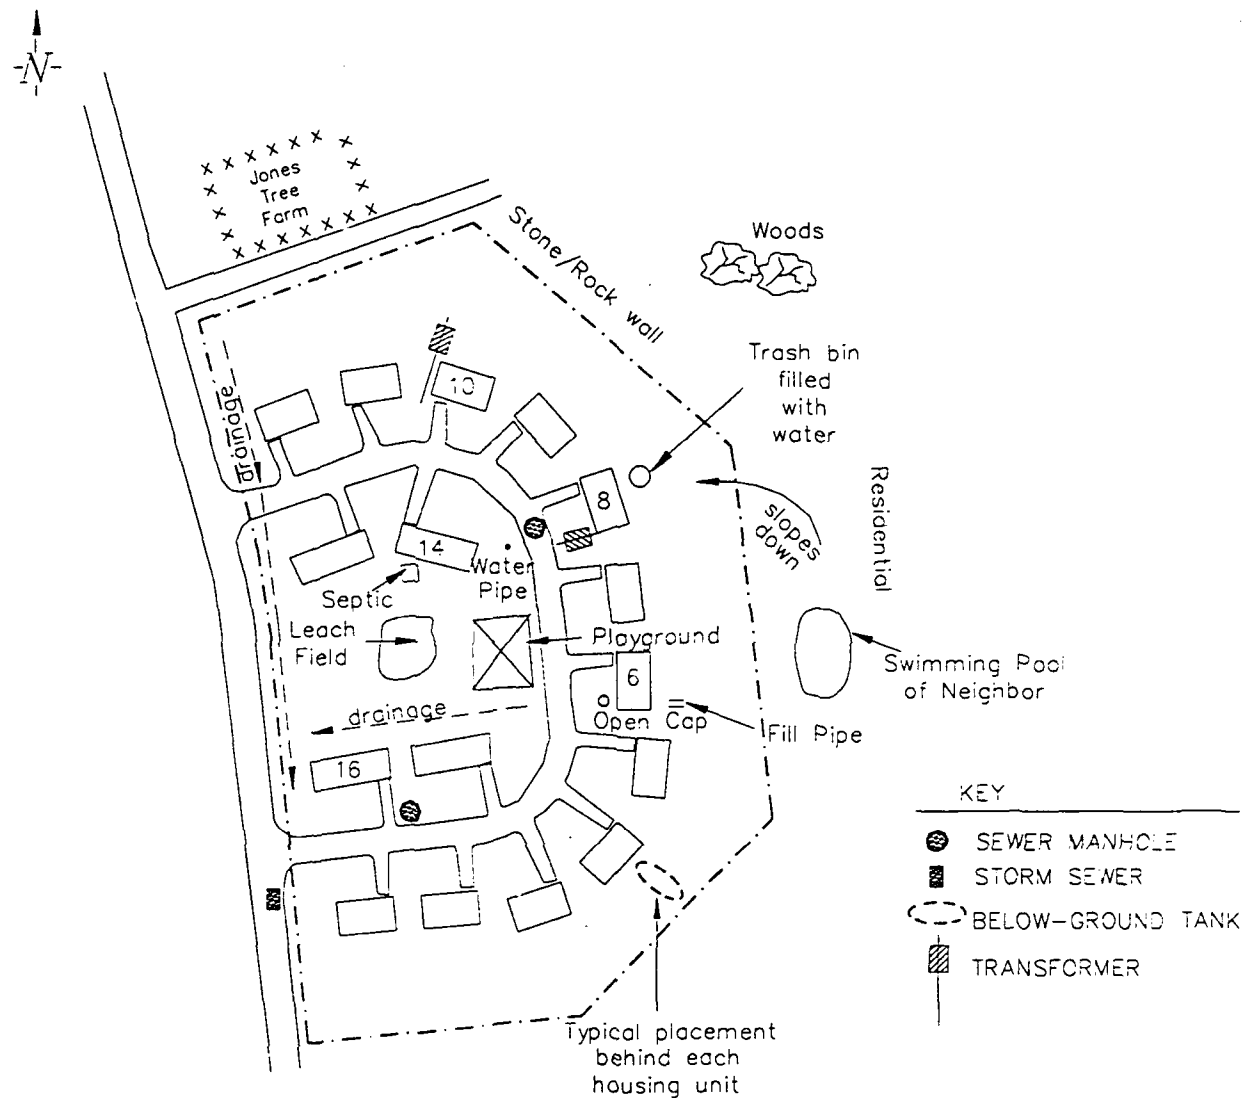 -N-
Jones
Tree
Farm
Stone/Rock wall
Woods
Trash bin
filled
with
water
drainage
10
8
slopes
down
Residential
14
Water
Pipe
Septic
Leach
Field
Playground
6
Swimming Pool
of Neighbor
Open
Cap
Fill Pipe
drainage
16
KEY
SEWER MANHOLE
STORM SEWER
BELOW-GROUND TANK
TRANSFORMER
Typical placement
behind each
housing unit